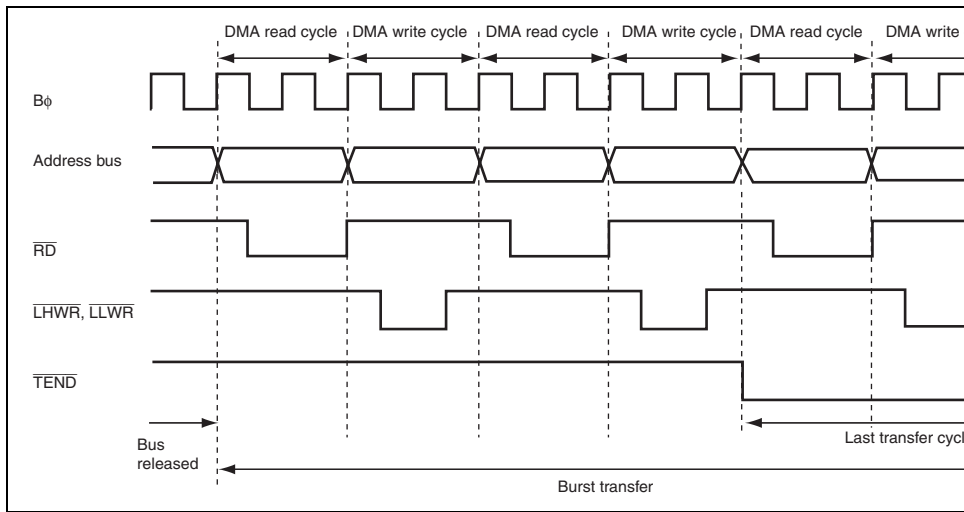 DMA read cycle DMA write cycle DMA read cycle DMA write cycle DMA read cycle DMA write
Bϕ
Address bus
RD
LHWR, LLWR
TEND
Bus
released
Last transfer cycl
Burst transfer